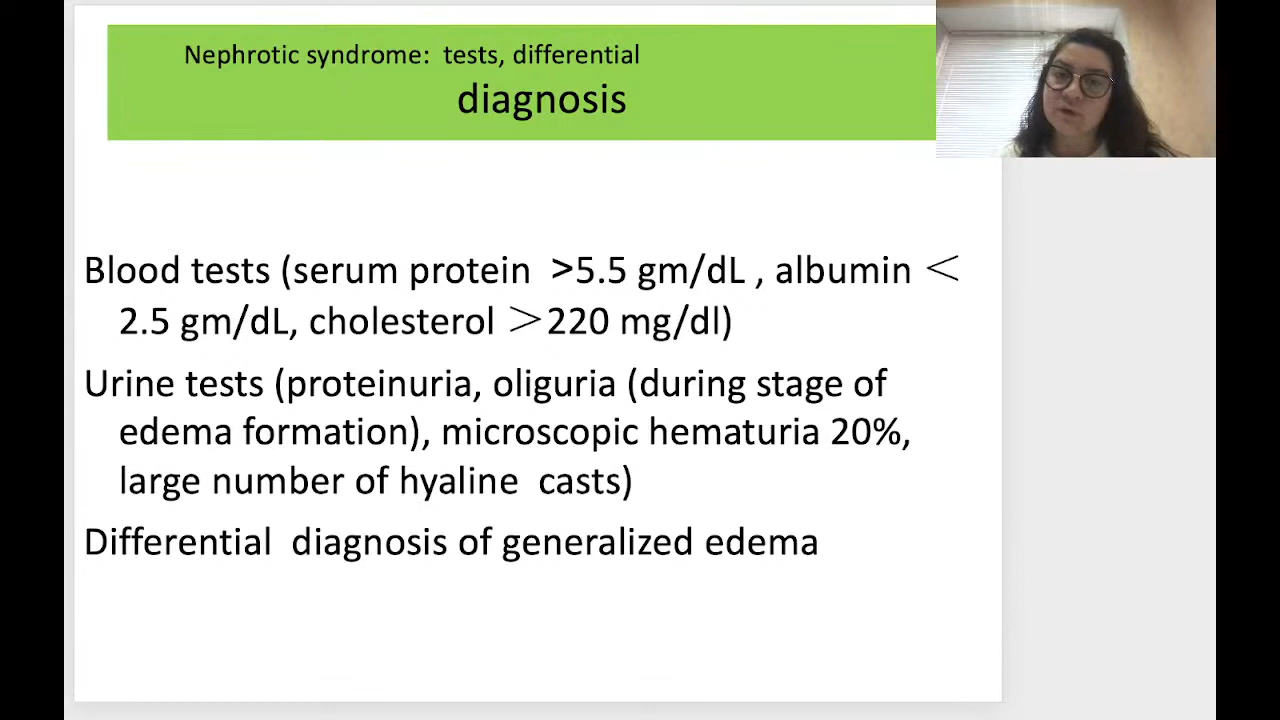 Nephrotic syndrome: tests, differential
diagnosis
Blood tests (serum protein >5.5 gm/dL , albumin <
2.5 gm/dL, cholesterol >220 mg/dl)
Urine tests (proteinuria, oliguria (during stage of
edema formation), microscopic hematuria 20%,
large number of hyaline casts)
Differential diagnosis of generalized edema